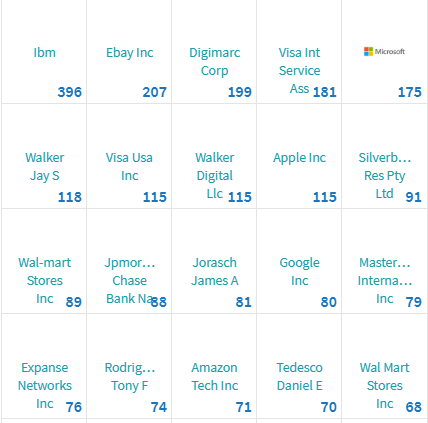 Ibm
396
Ebay Inc
207
Digimarc
Corp
199
Visa Int
Service
Ass 181
Microsoft
175
Walker
Jay S
118
Visa Usa
Inc
115
Walker
Digital
Llc 115
Apple Inc
115
Silverb...
Res Pty
Ltd 91
Wal-mart
Stores
Inc 89
Jpmor...
Chase
Bank Na 88
Jorasch
James A
81
Google
Inc
80
Master...
Interna...
Inc 79
Expanse
Networks
Inc 76
Rodrig...
Tony F
74
Amazon
Tech Inc
71
Tedesco
Daniel E
70
Wal Mart
Stores
Inc 68